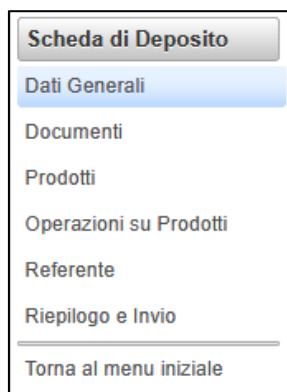 Scheda di Deposito
Dati Generali
Documenti
Prodotti
Operazioni su Prodotti
Referente
Riepilogo e Invio
Torna al menu iniziale